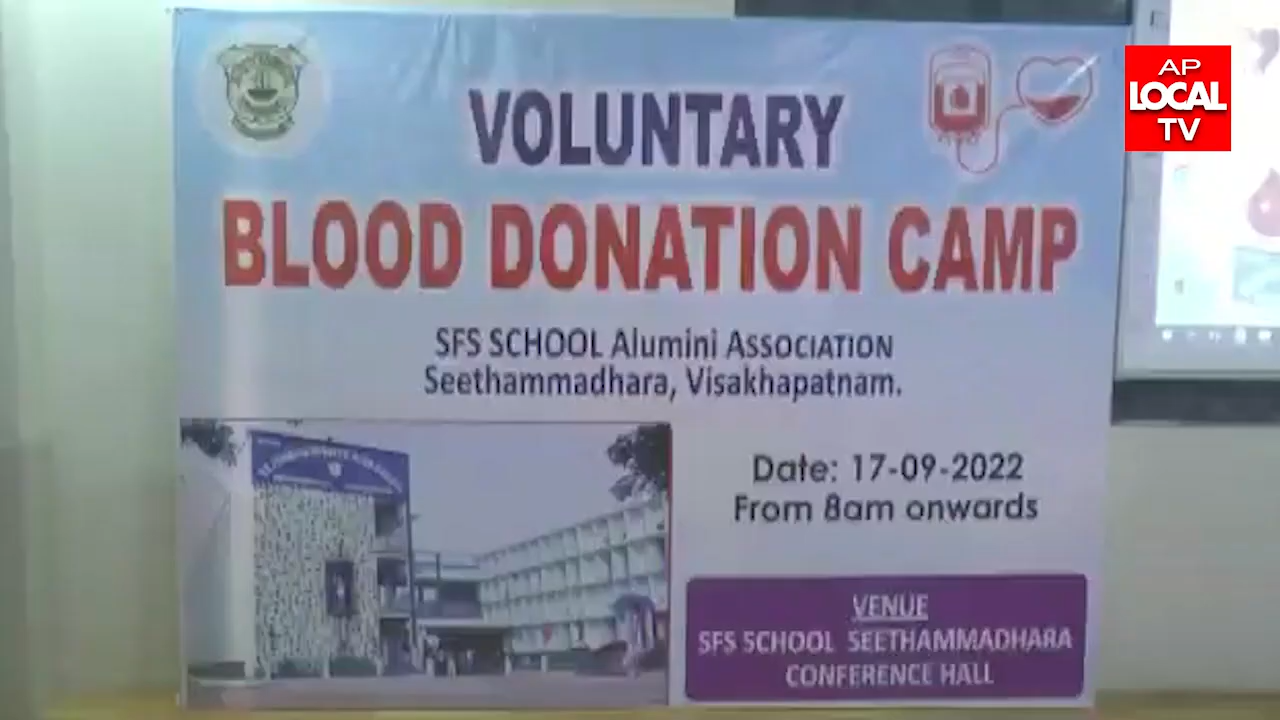 AP
LOCAL
TV
VOLUNTARY
BLOOD DONATION CAMP
SFS SCHOOL Alumini ASSOCIATION
Seethammadhara, Visakhapatnam.
Date: 17-09-2022
From 8am onwards
VENUE
SFS SCHOOL SEETHAMMADHARA
CONFERENCE HALL